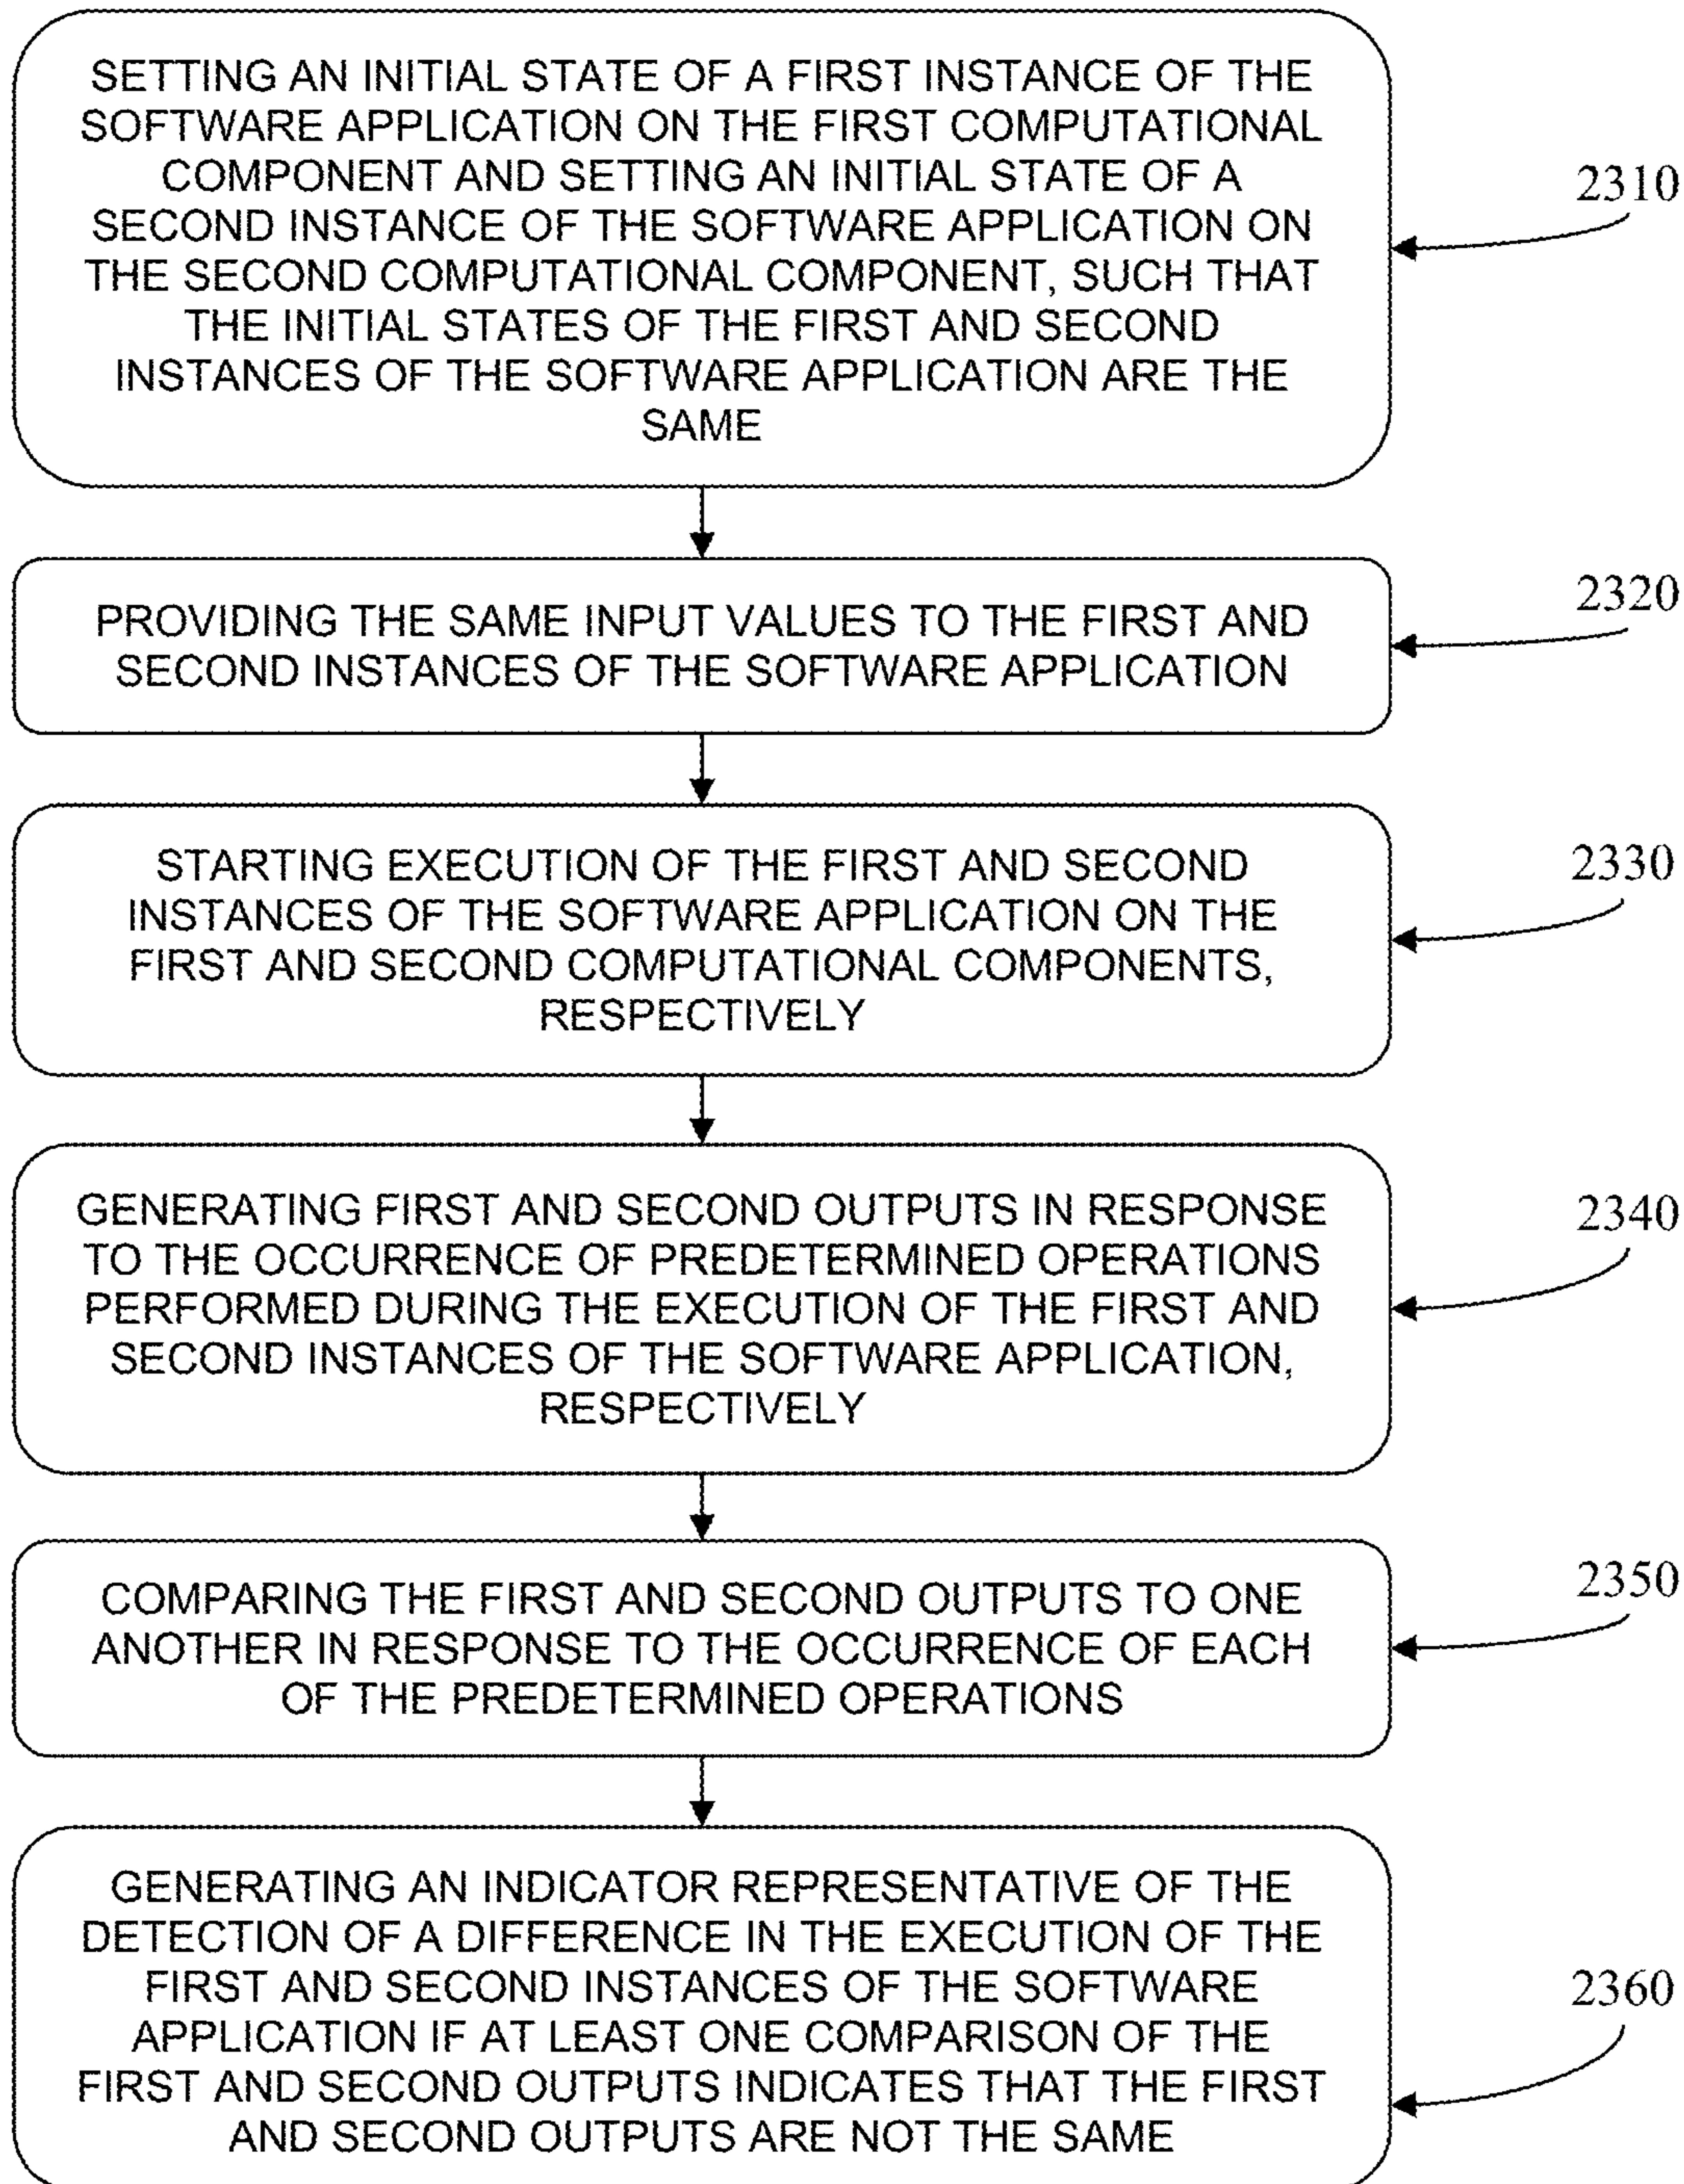 SETTING AN INITIAL STATE OF A FIRST INSTANCE OF THE
SOFTWARE APPLICATION ON THE FIRST COMPUTATIONAL
COMPONENT AND SETTING AN INITIAL STATE OF A
SECOND INSTANCE OF THE SOFTWARE APPLICATION ON
THE SECOND COMPUTATIONAL COMPONENT, SUCH THAT
THE INITIAL STATES OF THE FIRST AND SECOND
INSTANCES OF THE SOFTWARE APPLICATION ARE THE
SAME
2310
PROVIDING THE SAME INPUT VALUES TO THE FIRST AND
SECOND INSTANCES OF THE SOFTWARE APPLICATION
2320
STARTING EXECUTION OF THE FIRST AND SECOND
INSTANCES OF THE SOFTWARE APPLICATION ON THE
FIRST AND SECOND COMPUTATIONAL COMPONENTS,
RESPECTIVELY
2330
GENERATING FIRST AND SECOND OUTPUTS IN RESPONSE
TO THE OCCURRENCE OF PREDETERMINED OPERATIONS
PERFORMED DURING THE EXECUTION OF THE FIRST AND
SECOND INSTANCES OF THE SOFTWARE APPLICATION,
RESPECTIVELY
2340
COMPARING THE FIRST AND SECOND OUTPUTS TO ONE
ANOTHER IN RESPONSE TO THE OCCURRENCE OF EACH
OF THE PREDETERMINED OPERATIONS
2350
GENERATING AN INDICATOR REPRESENTATIVE OF THE
DETECTION OF A DIFFERENCE IN THE EXECUTION OF THE
FIRST AND SECOND INSTANCES OF THE SOFTWARE
APPLICATION IF AT LEAST ONE COMPARISON OF THE
FIRST AND SECOND OUTPUTS INDICATES THAT THE FIRST
AND SECOND OUTPUTS ARE NOT THE SAME
2360